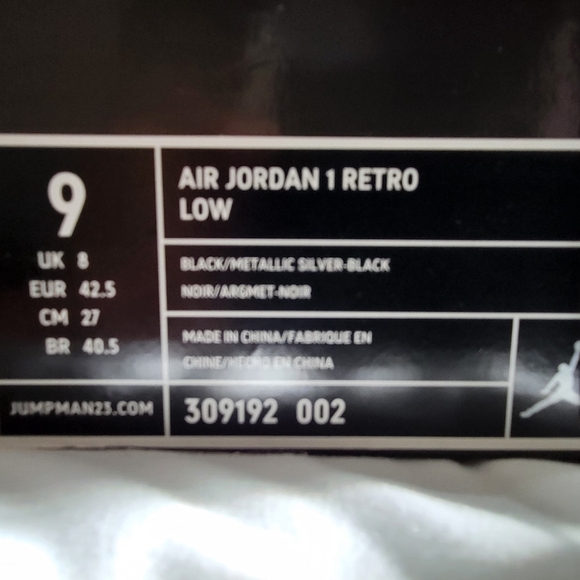 9
UK 8
EUR 42.5
CM 27
BR 40.5
JUMPMAN23.COM
AIR JORDAN 1 RETRO
LOW
BLACK/METALLIC SILVER-BLACK
NOIR/ARGMET-NOIR
MADE IN CHINA/FABRIQUE EN
CHINE/HECHO EN CHINA
309192 002